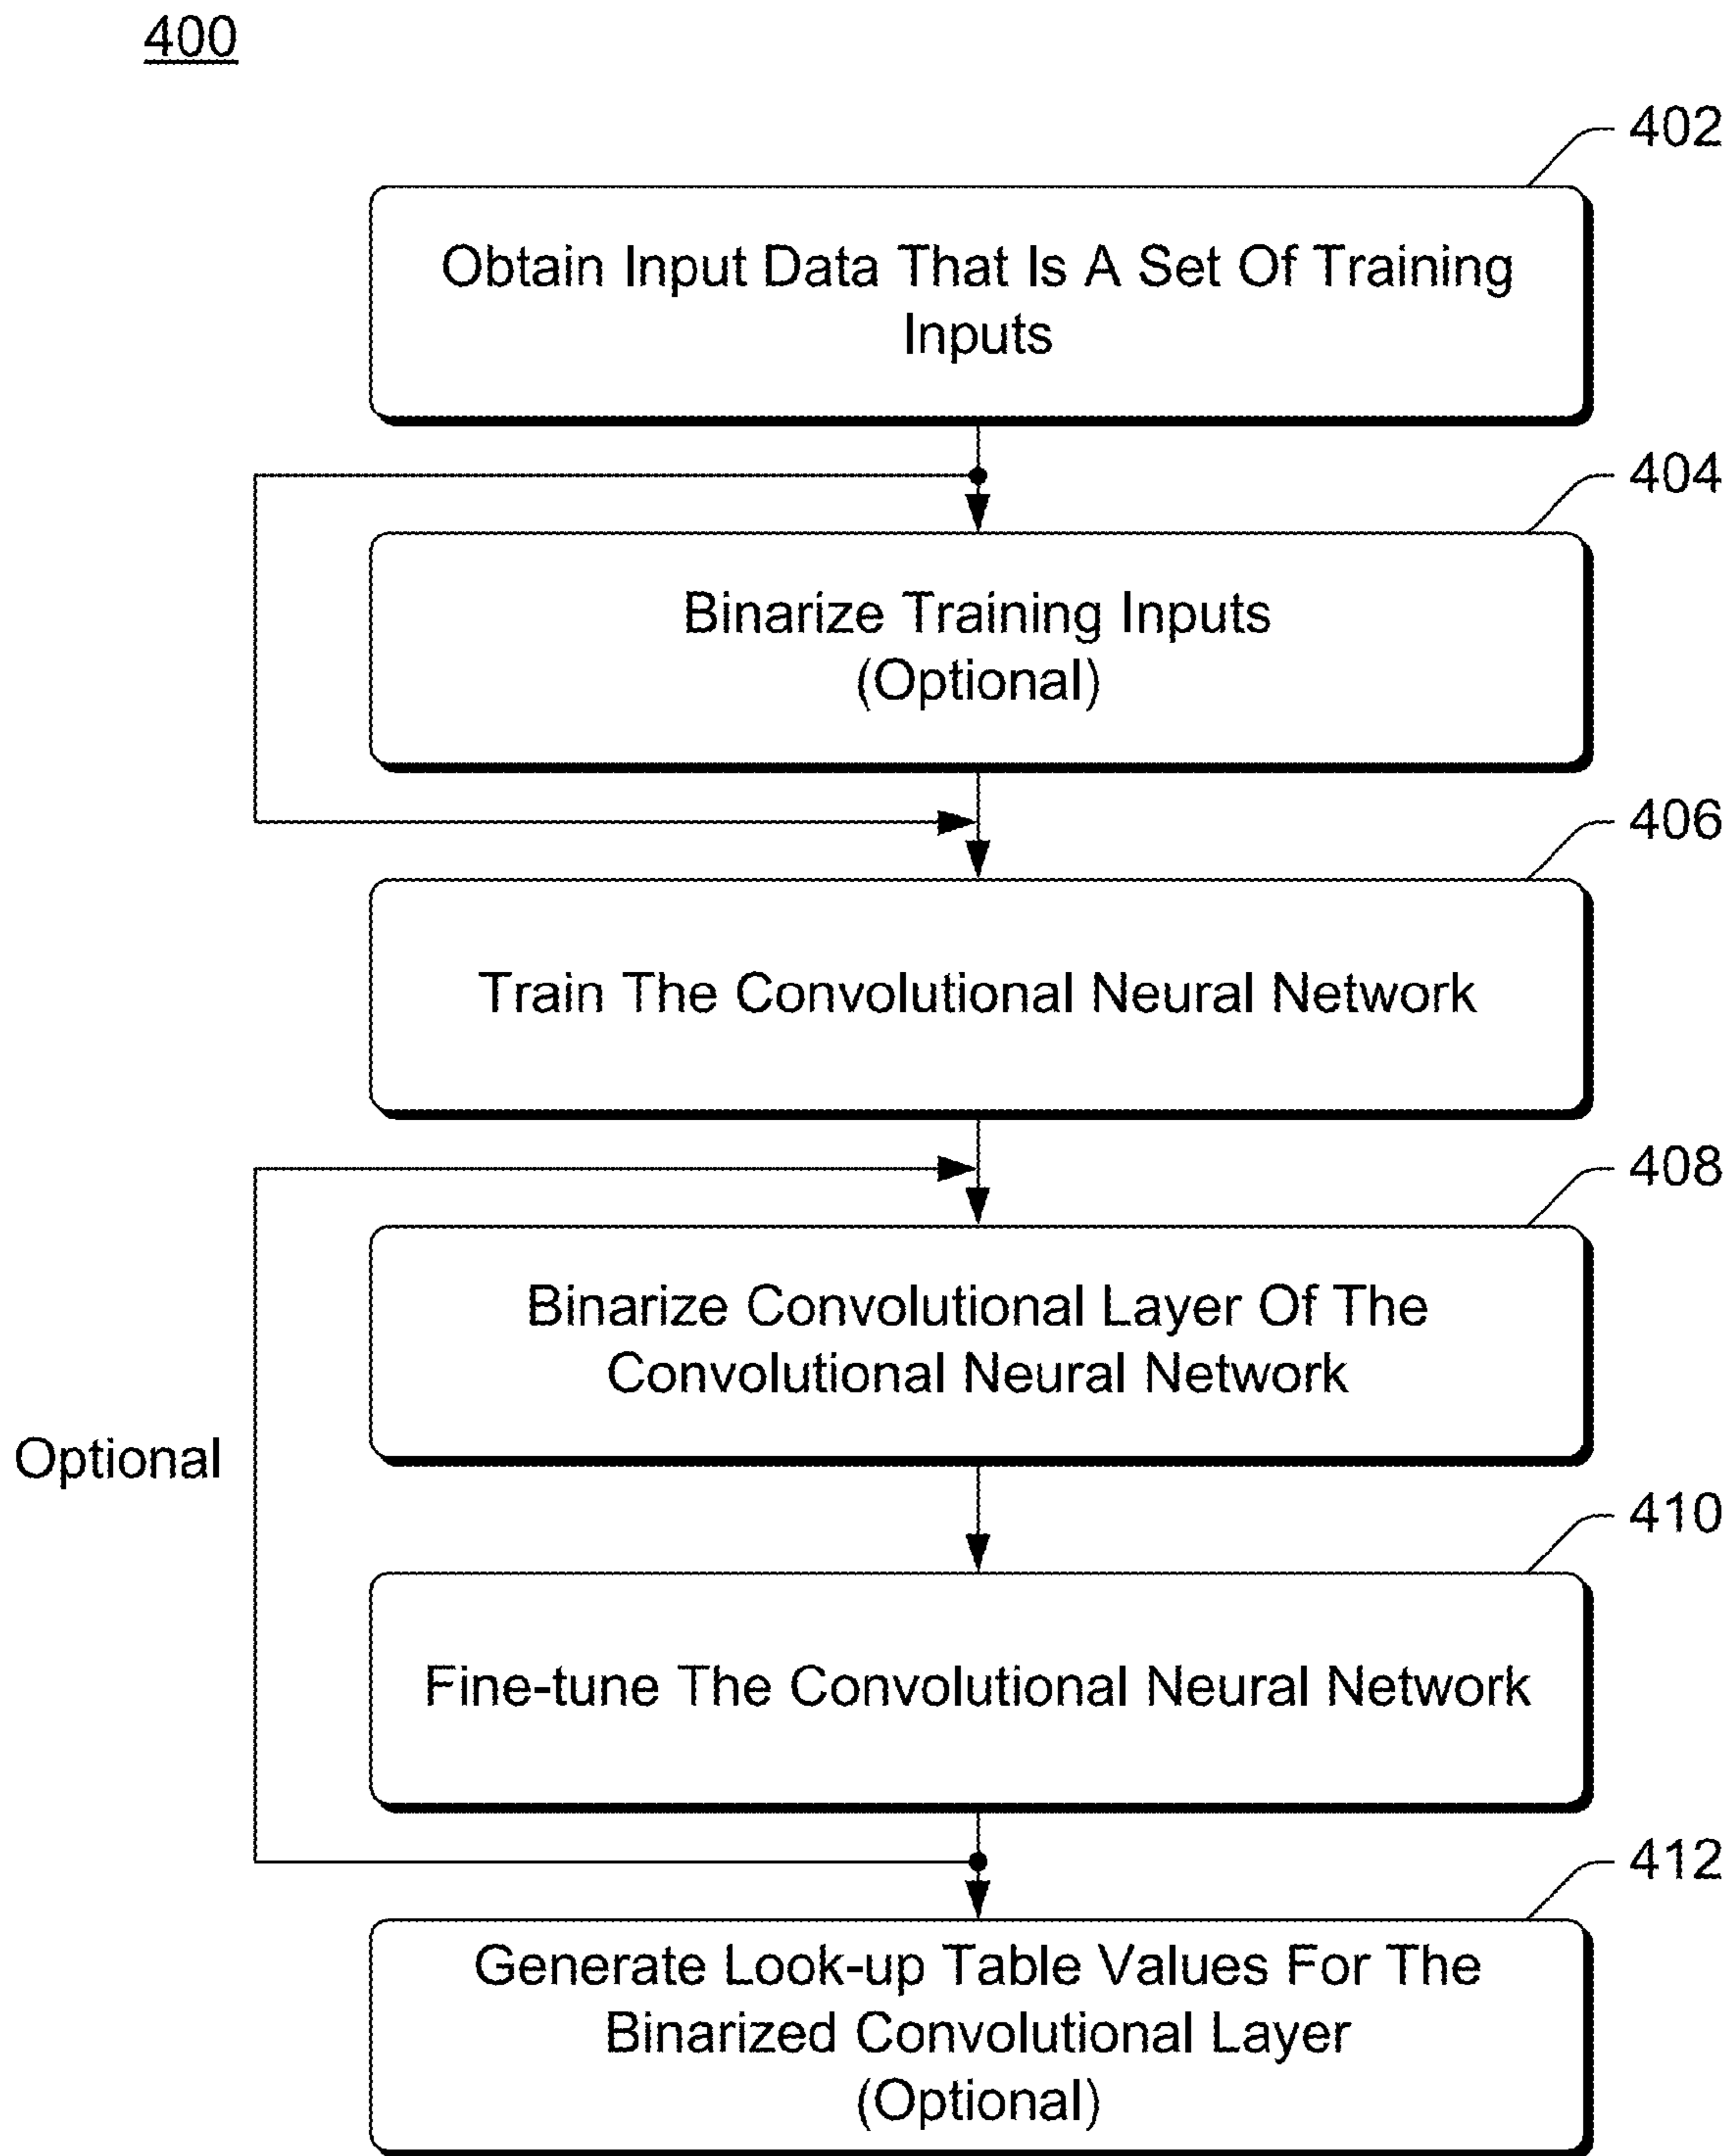 400
402
Obtain Input Data That Is A Set Of Training
Inputs
404
Binarize Training Inputs
(Optional)
406
Train The Convolutional Neural Network
408
Binarize Convolutional Layer Of The
Convolutional Neural Network
Optional
410
Fine-tune The Convolutional Neural Network
412
Generate Look-up Table Values For The
Binarized Convolutional Layer
(Optional)